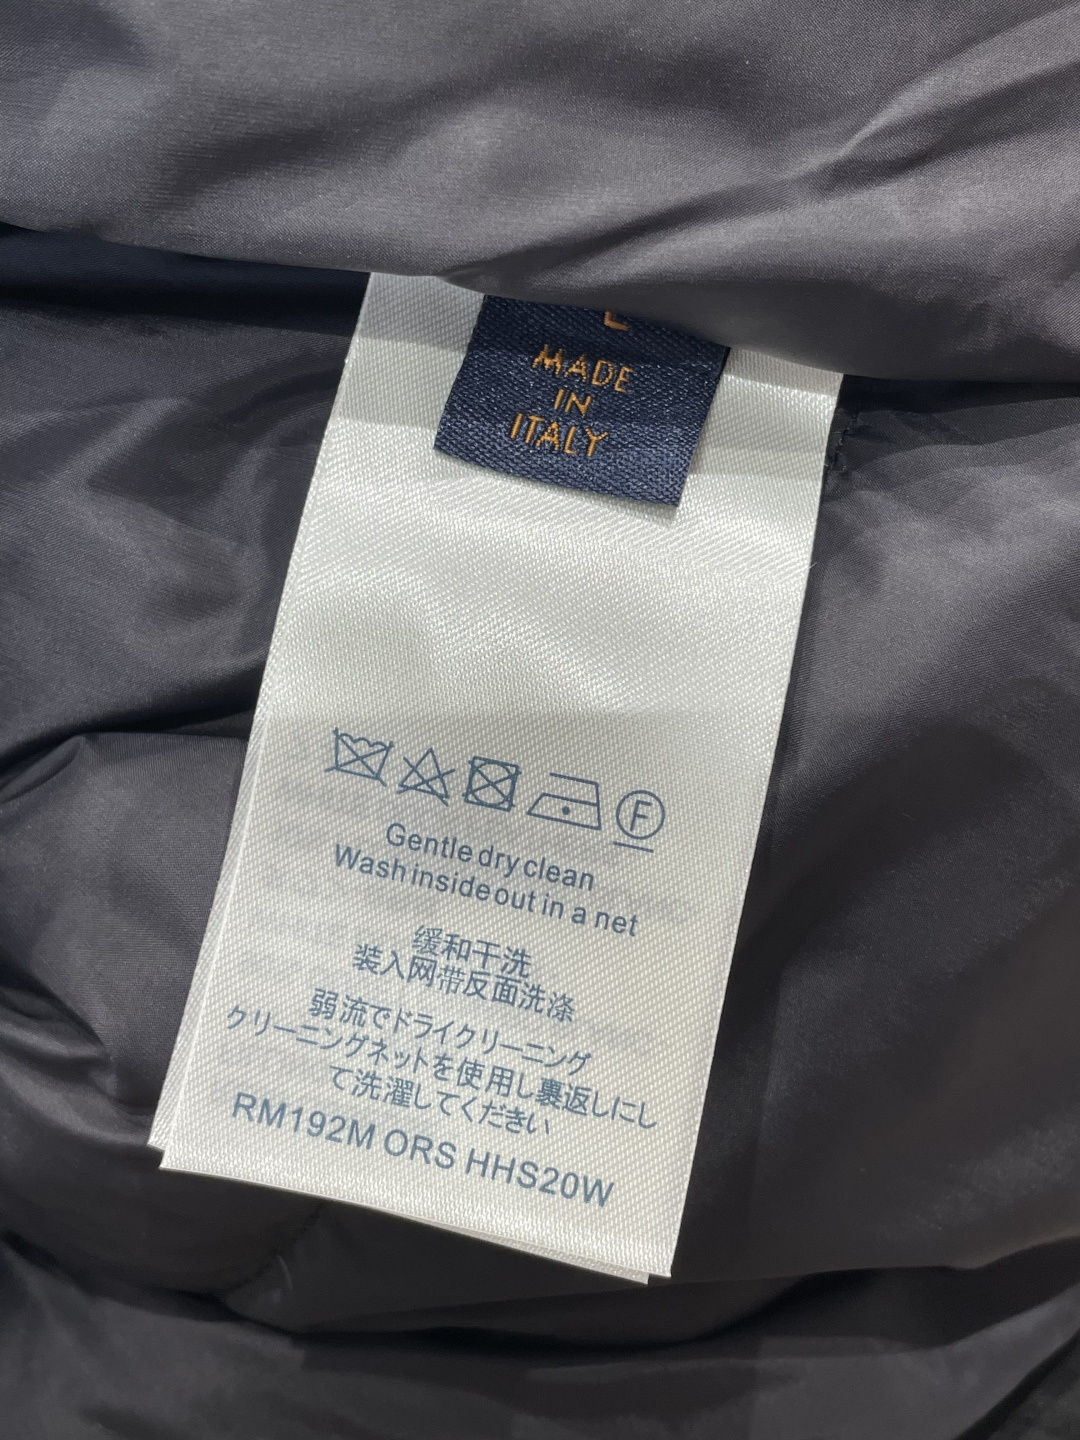 L
MADE
IN
ITALY
F
Gentle dry clean
Wash inside out in a net
缓和干洗
装入网带反面洗涤
弱流でドライクリーニング
クリーニングネットを使用し裏返しにし
て洗濯してください
RM192M ORS HHS20W